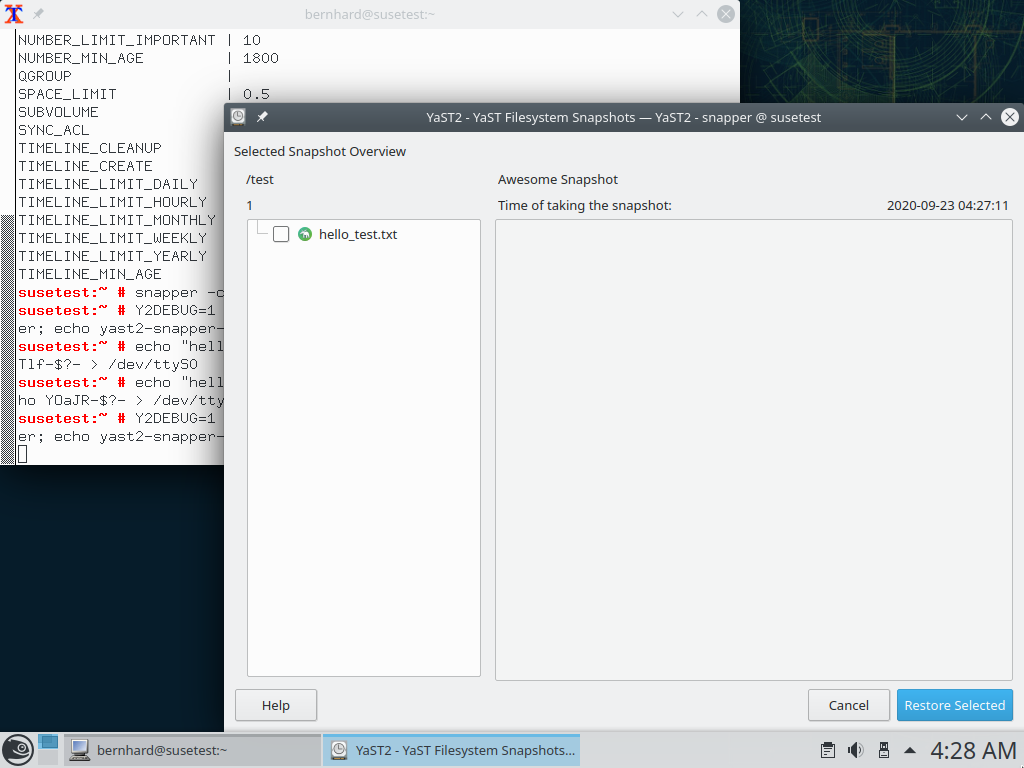 bernhard@susetest:~
NUMBER_LIMIT_IMPORTANT | 10
NUMBER_MIN_AGE | 1800
QGROUP |
SPACE_LIMIT | 0.5
SUBVOLUME
SYNC_ACL
TIMELINE_CLEANUP
TIMELINE_CREATE
TIMELINE_LIMIT_DAILY
TIMELINE_LIMIT_HOURLY
TIMELINE_LIMIT_MONTHLY
TIMELINE_LIMIT_WEEKLY
TIMELINE_LIMIT_YEARLY
TIMELINE_MIN_AGE
susetest:~ # snapper -c
susetest:~ # Y2DEBUG=1
er; echo yast2-snapper-
susetest:~ # echo "hell
Tlf-$?- > /dev/ttyS0
susetest:~ # echo "hell
ho YOaJR-$?- > /dev/tty
susetest:~ # Y2DEBUG=1
er; echo yast2-snapper-
YaST2 - YaST Filesystem Snapshots — YaST2 - snapper @ susetest
Selected Snapshot Overview
/test
1
hello_test.txt
Awesome Snapshot
Time of taking the snapshot: 2020-09-23 04:27:11
Help
Cancel
Restore Selected
bernhard@susetest:~
YaST2 - YaST Filesystem Snapshots...
4:28 AM